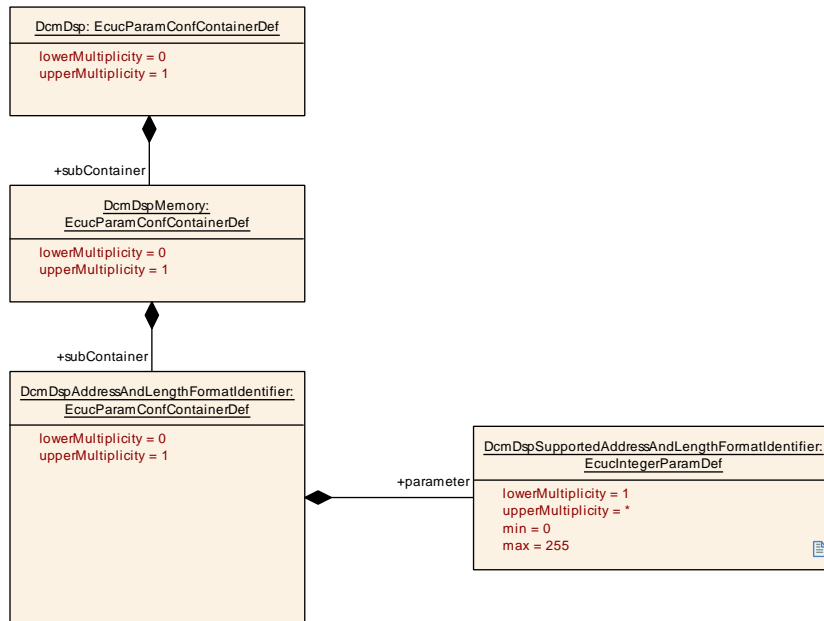 DcmDsp: EcucParamConfContainerDef
lowerMultiplicity = 0
upperMultiplicity = 1
+subContainer
DcmDspMemory:
EcucParamConfContainerDef
lowerMultiplicity = 0
upperMultiplicity = 1
+subContainer
DcmDspAddressAndLengthFormatIdentifier:
EcucParamConfContainerDef
lowerMultiplicity = 0
upperMultiplicity = 1
+parameter
DcmDspSupportedAddressAndLengthFormatIdentifier:
EcucIntegerParamDef
lowerMultiplicity = 1
upperMultiplicity = *
min = 0
max = 255